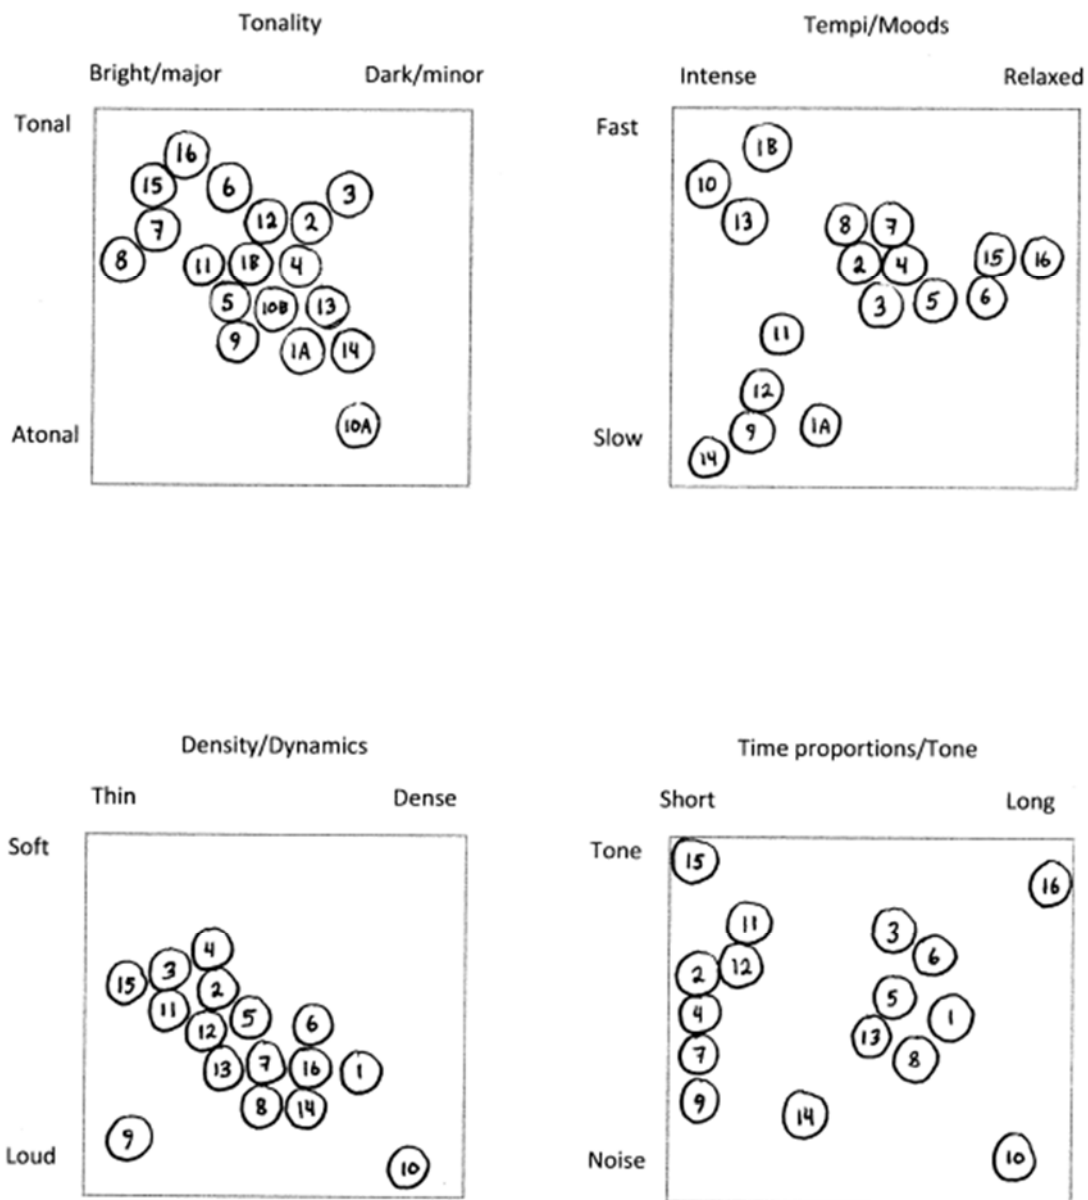 Tonality
Bright/major Dark/minor
Tonal
16
15 6 3
12 2
7
8 11 1B 4
5 10B 13
9 1A 14
10A
Atonal
Tempi/Moods
Intense Relaxed
Fast
1B
10
13 8 7
2 4 15 16
3 5 6
11
12
9 1A
Slow
14
Density/Dynamics
Thin Dense
Soft
4
15 3
2
11 12 5 6
13 7 16 1
8 14
9
Loud 10
Time proportions/Tone
Short Long
Tone
15
16
11 3
2 12 6
4 5 1
7 13 8
9 14
Noise 10